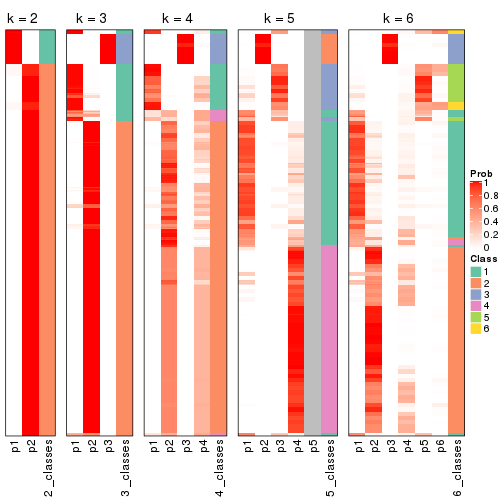 k = 2
k = 3
k = 4
k = 5
k = 6
Prob
1
0.8
0.6
0.4
0.2
0
Class
1
2
3
4
5
6
p1
p2
2_classes
p1
p2
p3
3_classes
p1
p2
p3
p4
4_classes
p1
p2
p3
p4
p5
5_classes
p1
p2
p3
p4
p5
p6
6_classes